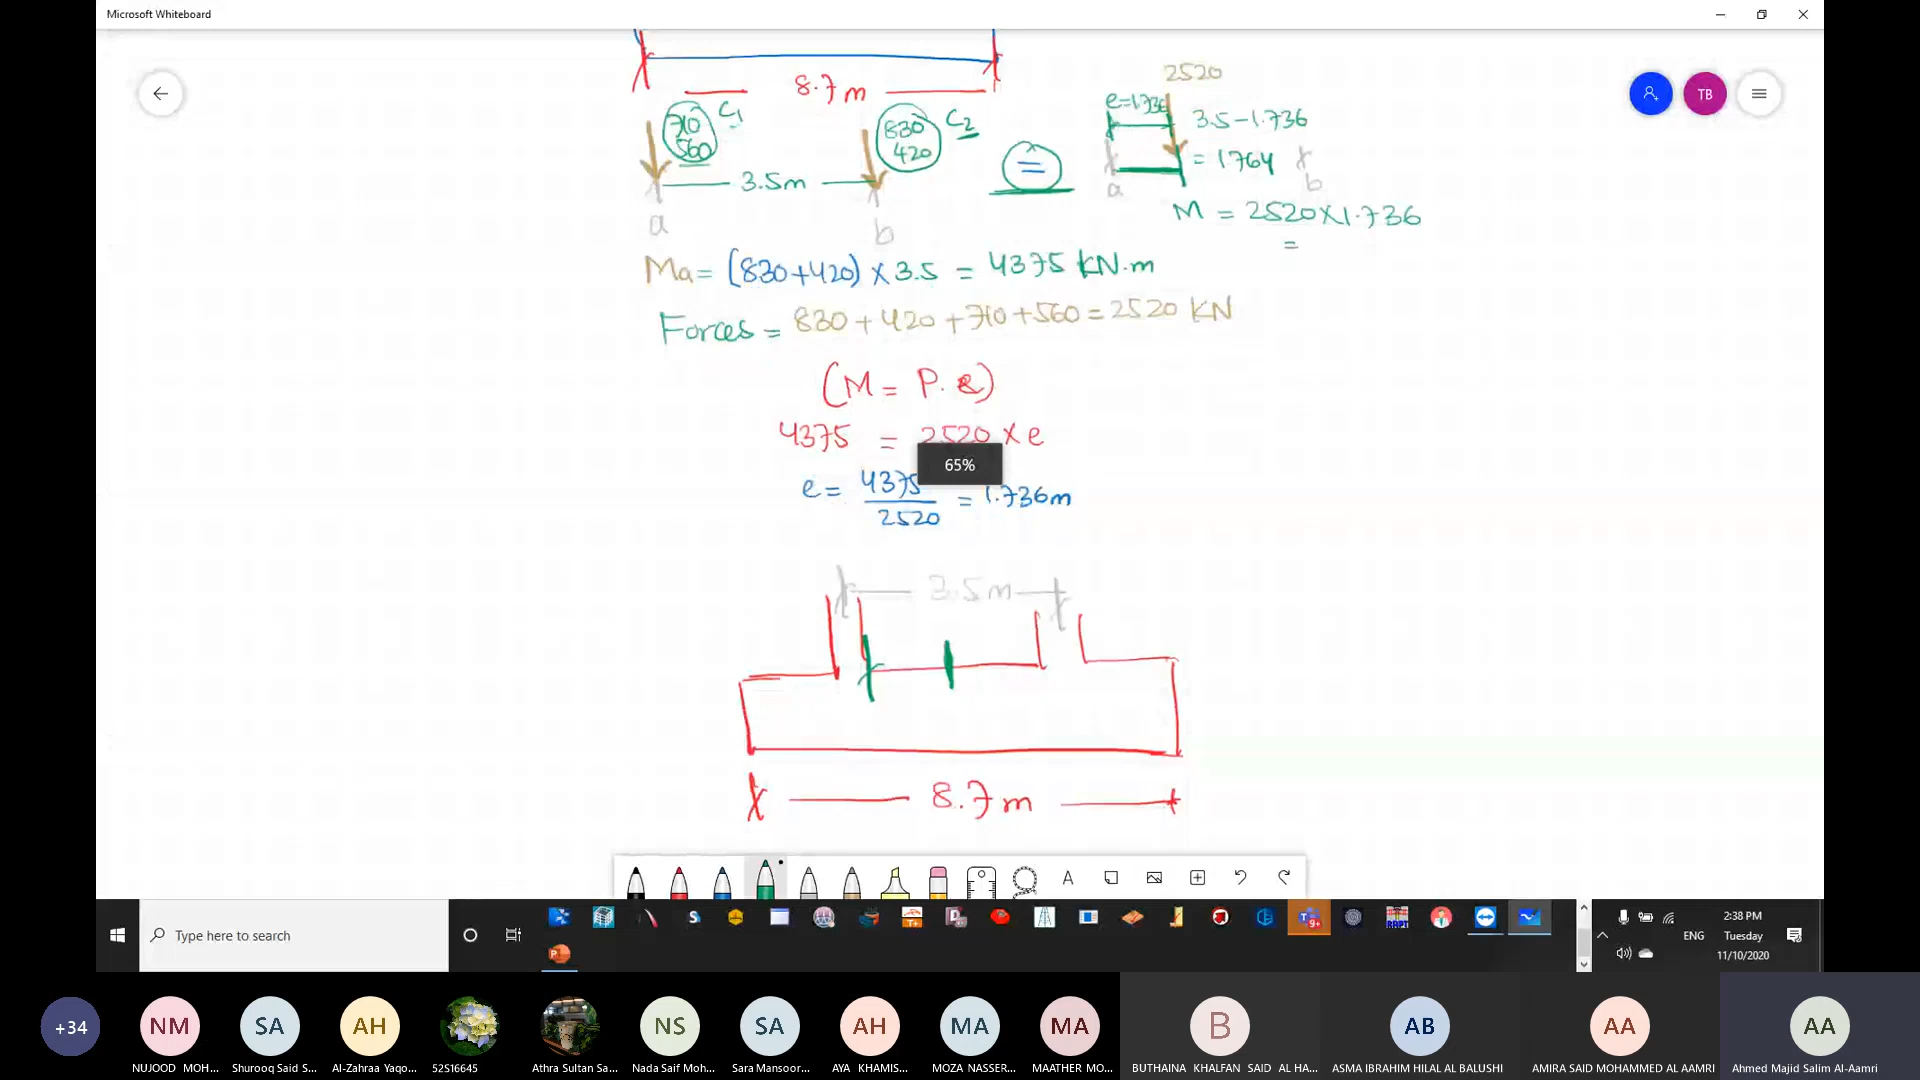 Microsoft Whiteboard
8.7 m
2520
e=1.736
3.5-1.736
= 1.764
a
b
M = 2520x1.736
=
710
560
C1
830
420
C2
3.5m
=
a
b
Ma = (830+420) x 3.5 = 4375 KN.m
Forces = 830 + 420 + 710 + 560 = 2520 KN
(M = P. e)
4375 = 2520 x e
65%
e = 4375
2520
= 1.736m
3.5m
8.7 m
TB
A
Type here to search
ENG
2:38 PM
Tuesday
11/10/2020
+34
NM
SA
AH
NS
SA
AH
MA
MA
B
AB
AA
AA
NUJOOD MOH...
Shurooq Said S...
Al-Zahraa Yaqo...
52S16645
Athra Sultan Sa...
Nada Saif Moh...
Sara Mansoor...
AYA KHAMIS...
MOZA NASSER...
MAATHER MO...
BUTHAINA KHALFAN SAID AL HA...
ASMA IBRAHIM HILAL AL BALUSHI
AMIRA SAID MOHAMMED AL AAMRI
Ahmed Majid Salim Al-Aamri